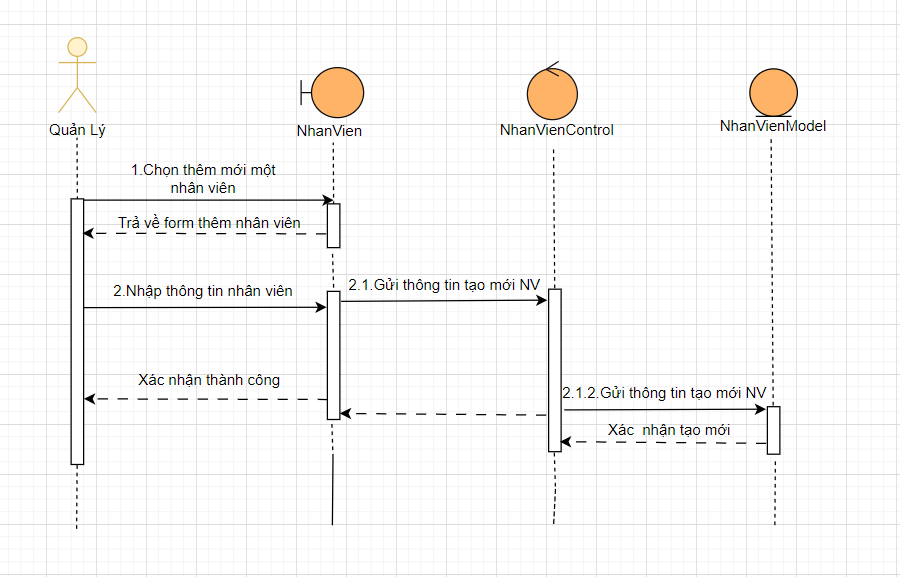 Quản Lý
NhanVien
NhanVienControl
NhanVienModel
1.Chọn thêm mới một
nhân viên
Trả về form thêm nhân viên
2.Nhập thông tin nhân viên
2.1.Gửi thông tin tạo mới NV
Xác nhận thành công
2.1.2.Gửi thông tin tạo mới NV
Xác nhận tạo mới